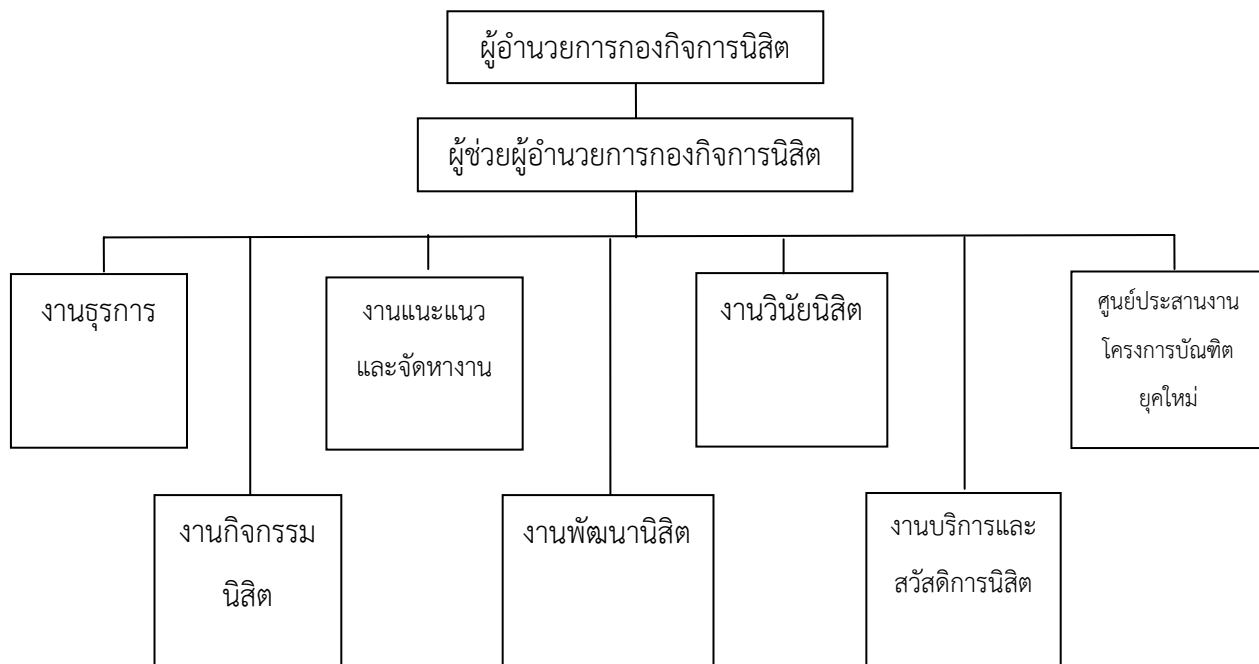 ผู้อำนวยการกองกิจการนิสิต
ผู้ช่วยผู้อำนวยการกองกิจการนิสิต
งานธุรการ
งานแนะแนว
และจัดหางาน
งานวินัยนิสิต
ศูนย์ประสานงาน
โครงการบัณฑิต
ยุคใหม่
งานกิจกรรม
นิสิต
งานพัฒนานิสิต
งานบริการและ
สวัสดิการนิสิต